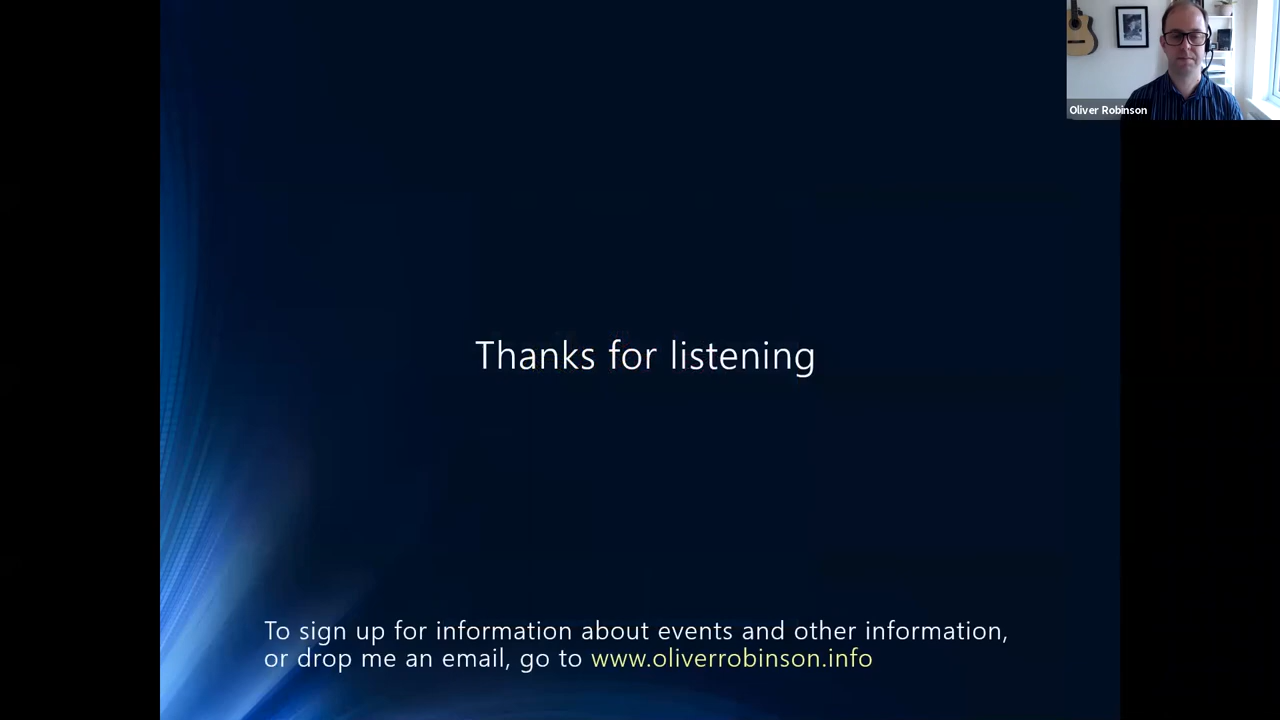 Oliver Robinson
Thanks for listening
To sign up for information about events and other information,
or drop me an email, go to www.oliverrobinson.info